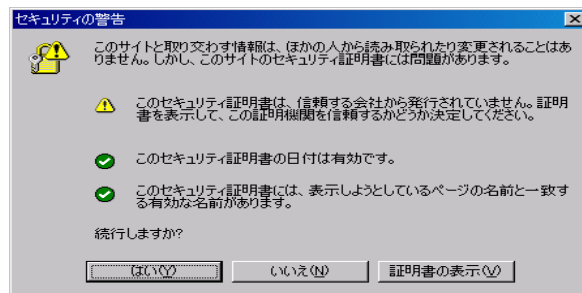 セキュリティの警告
このサイトと取り交わす情報は、ほかの人から読み取られたり変更されることはあ
りません。しかし、このサイトのセキュリティ証明書には問題があります。
このセキュリティ証明書は、信頼する会社から発行されていません。証明
書を表示して、この証明機関を信頼するかどうか決定してください。
このセキュリティ証明書の日付は有効です。
このセキュリティ証明書には、表示しようとしているページの名前と一致す
る有効な名前があります。
続行しますか?
はい(Y) いいえ(N) 証明書の表示(V)